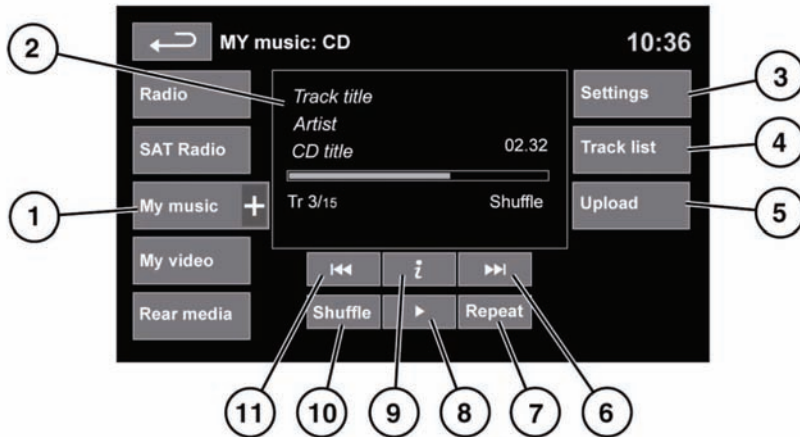 MY music: CD
10:36
2
Radio
Track title
Settings
3
Artist
SAT Radio
CD title
02.32
Track list
4
1
My music +
Tr 3/15
Shuffle
Upload
5
My video
i
Rear media
Shuffle
Repeat
11
10
9
8
7
6